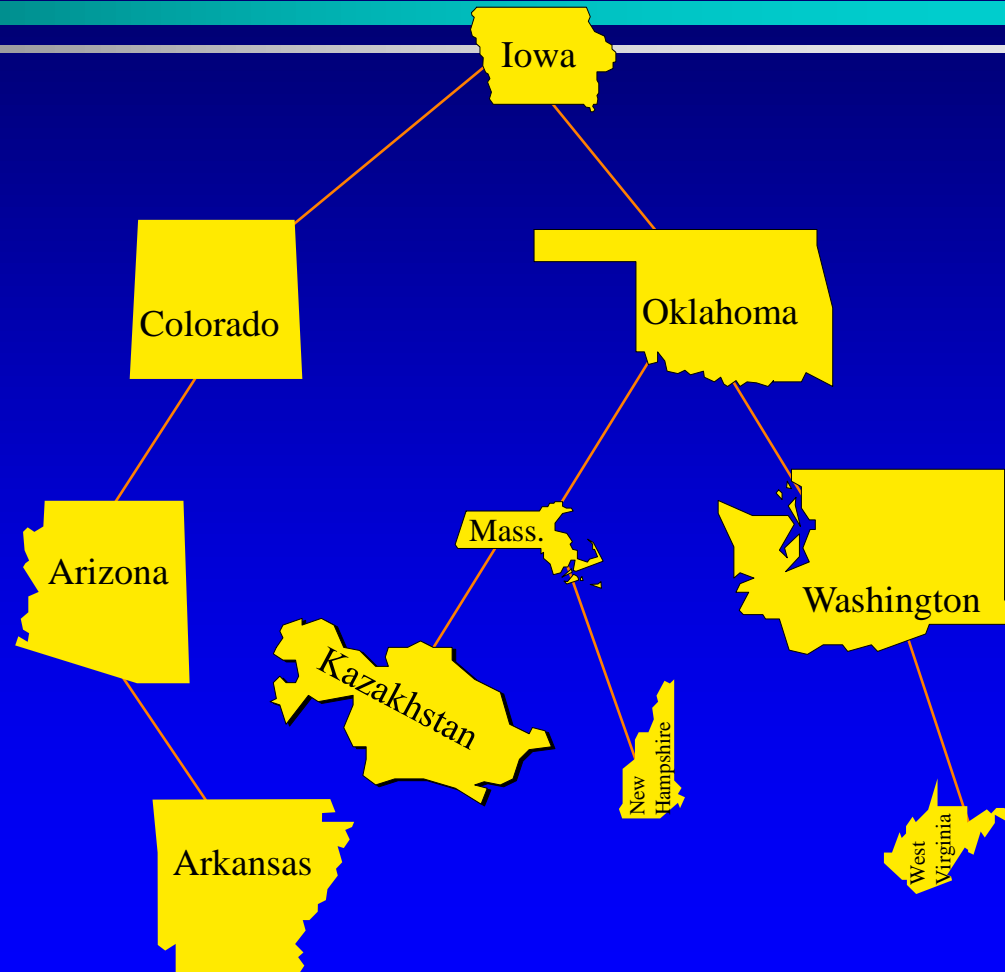 Iowa
Colorado
Oklahoma
Arizona
Mass.
Washington
Kazakhstan
New
Hampshire
Arkansas
West
Virginia